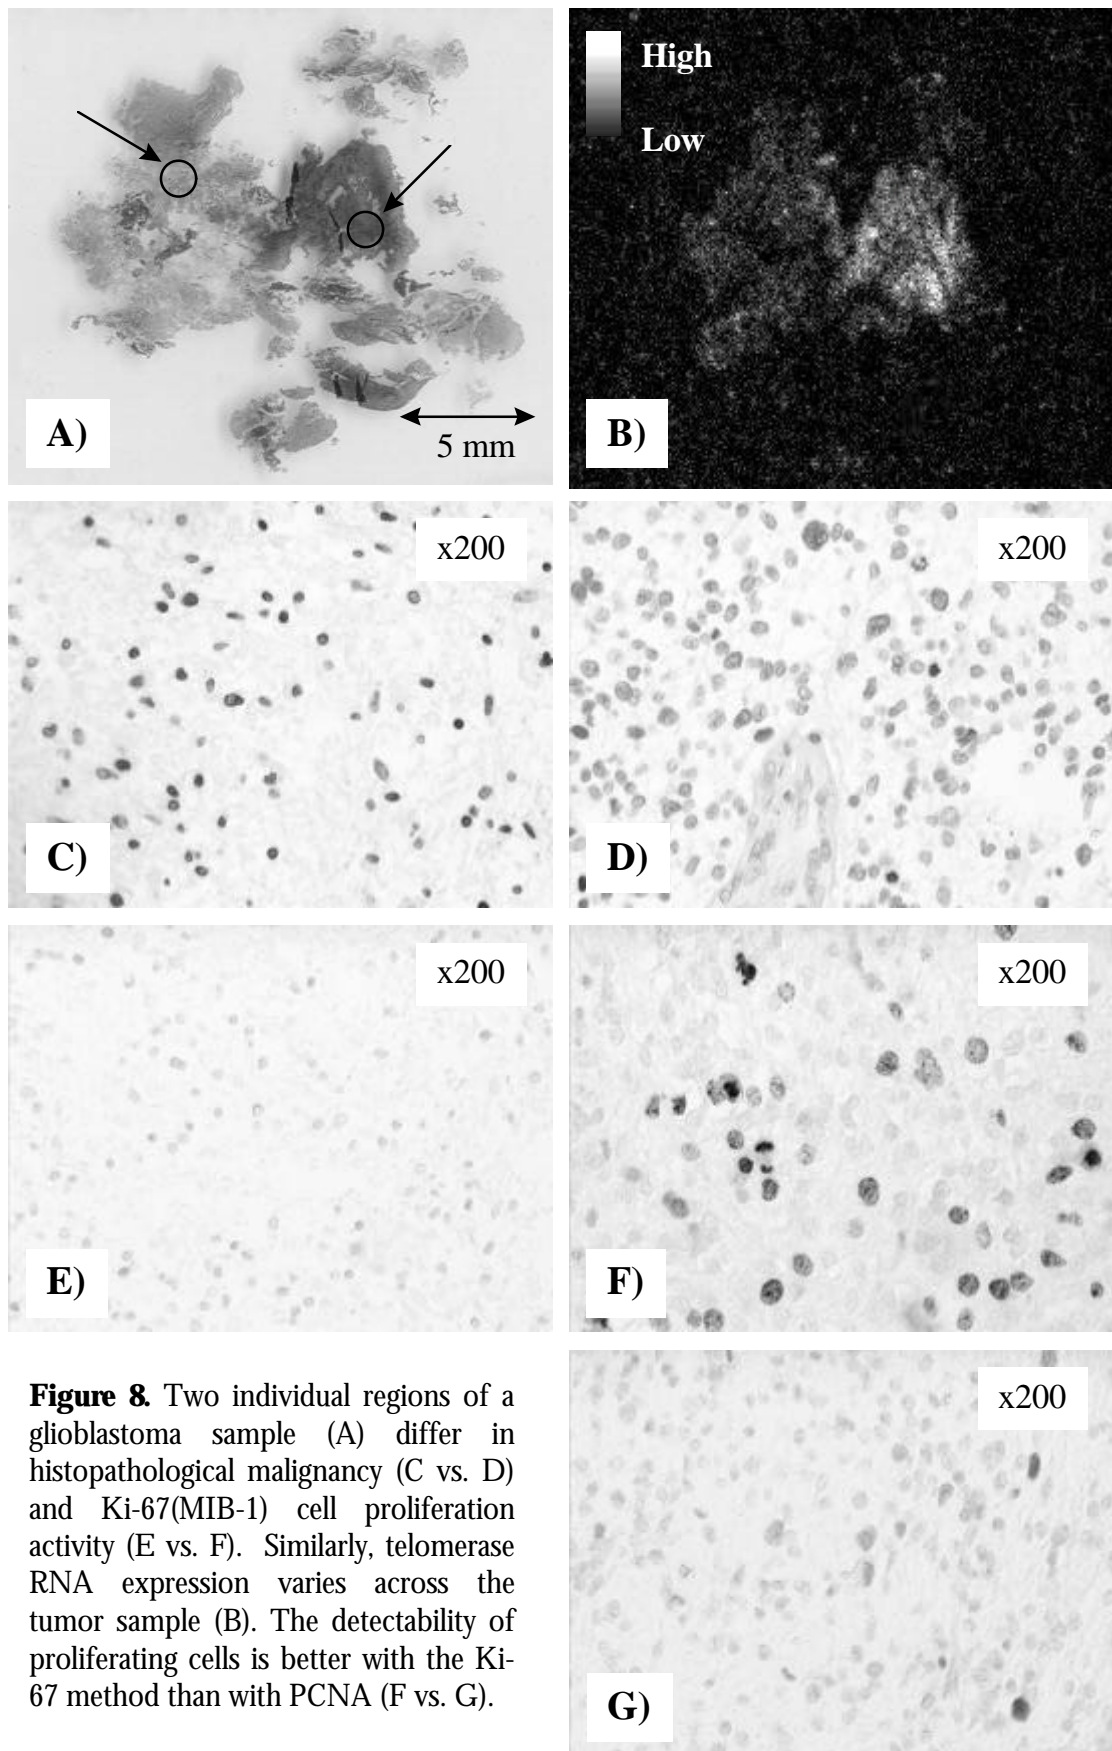 High
Low
A)
5 mm
B)
x200
x200
C)
D)
x200
x200
E)
F)
x200
Figure 8. Two individual regions of a
glioblastoma sample (A) differ in
histopathological malignancy (C vs. D)
and Ki-67(MIB-1) cell proliferation
activity (E vs. F). Similarly, telomerase
RNA expression varies across the
tumor sample (B). The detectability of
proliferating cells is better with the Ki-
67 method than with PCNA (F vs. G).
G)